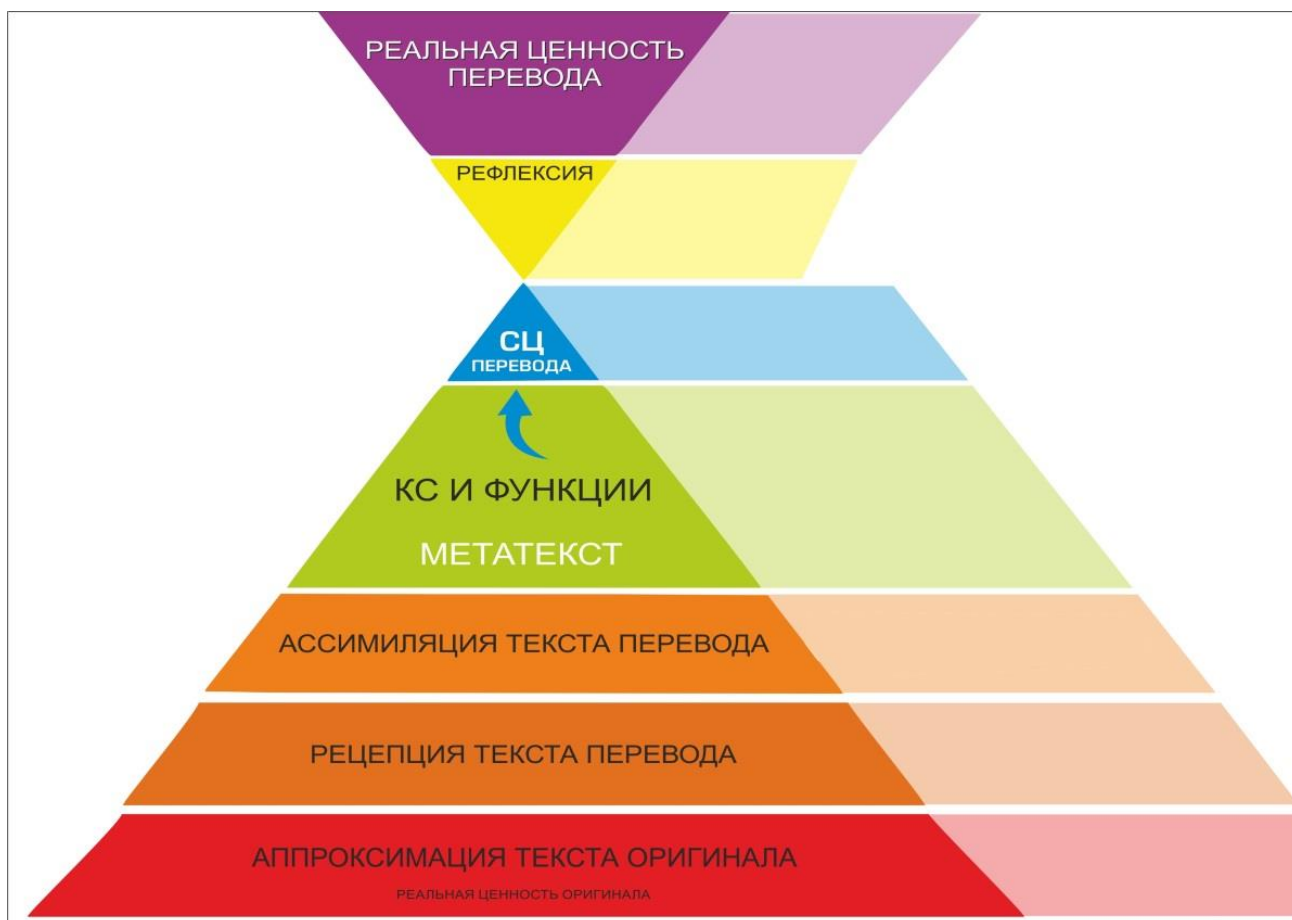 РЕАЛЬНАЯ ЦЕННОСТЬ
ПЕРЕВОДА
РЕФЛЕКСИЯ
СЦ
ПЕРЕВОДА
КС И ФУНКЦИИ
МЕТАТЕКСТ
АССИМИЛЯЦИЯ ТЕКСТА ПЕРЕВОДА
РЕЦЕПЦИЯ ТЕКСТА ПЕРЕВОДА
АППРОКСИМАЦИЯ ТЕКСТА ОРИГИНАЛА
РЕАЛЬНАЯ ЦЕННОСТЬ ОРИГИНАЛА